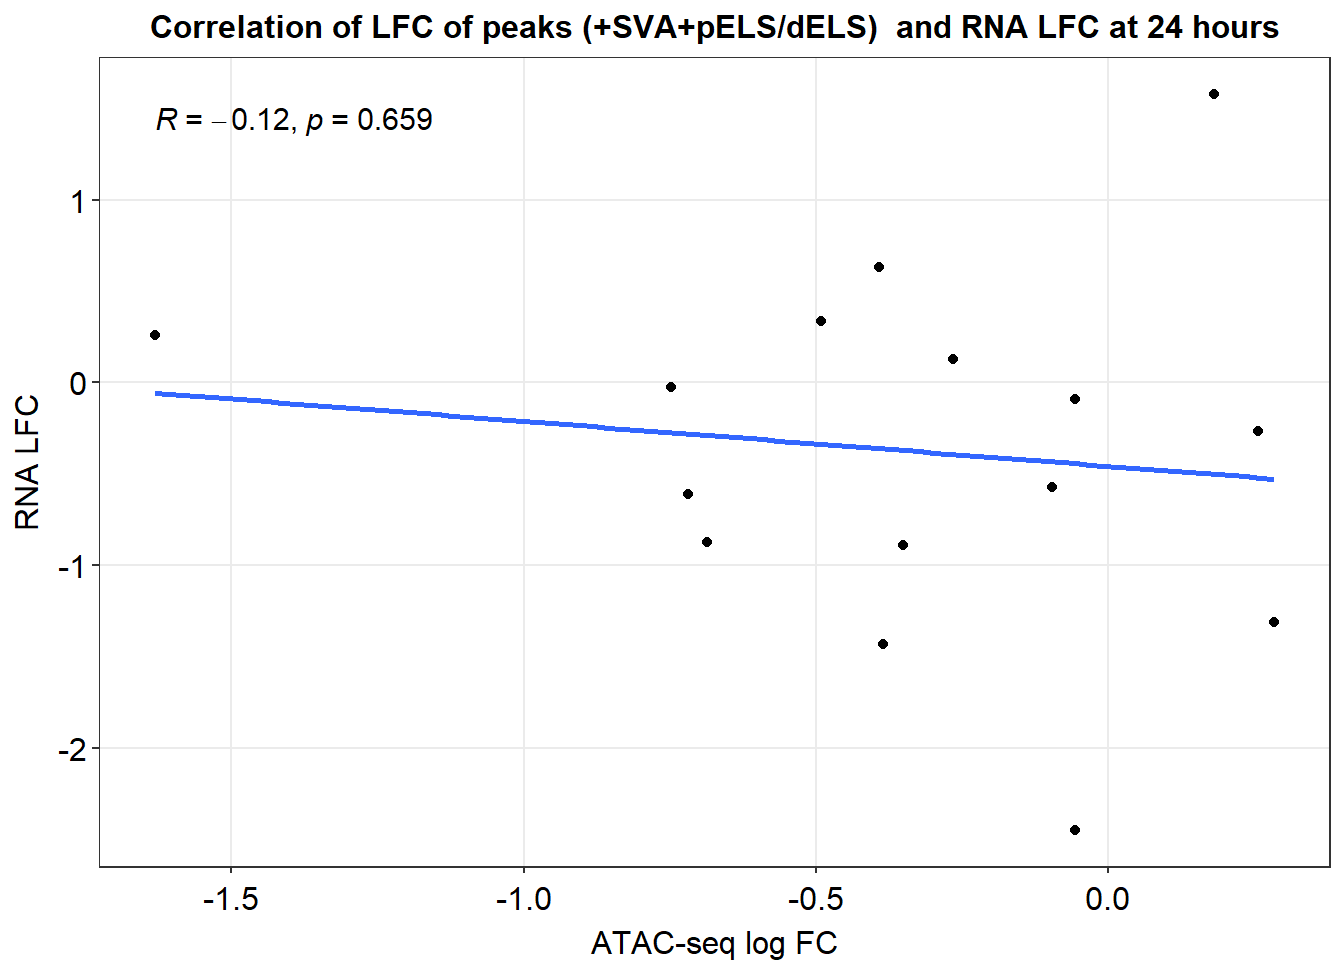 Correlation of LFC of peaks (+SVA+pELS/dELS)  and RNA LFC at 24 hours
R = −0.12, p = 0.659
1
0
-1
-2
RNA LFC
-1.5
-1.0
-0.5
0.0
ATAC-seq log FC